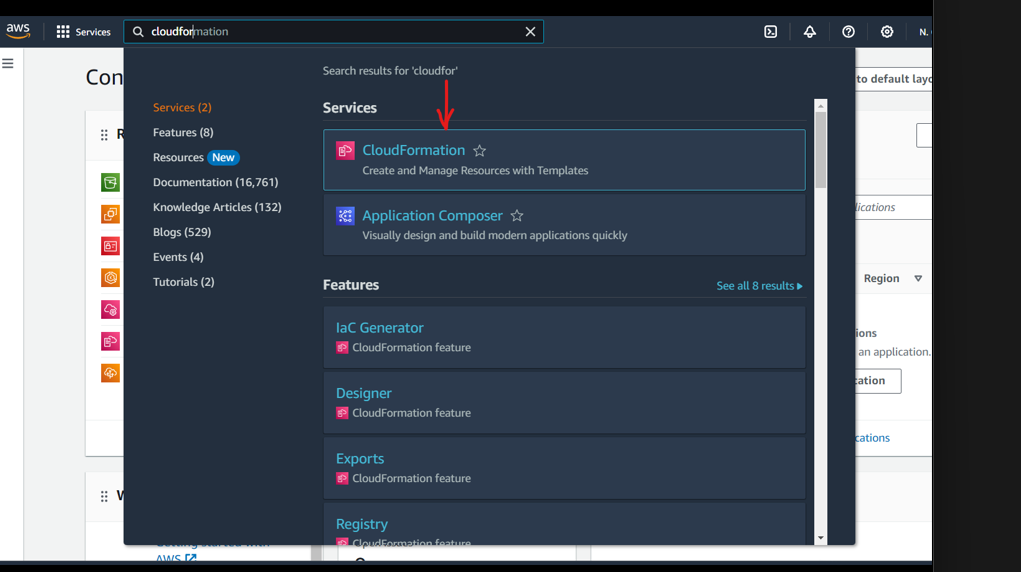 aws
Services
cloudformation
N.
Search results for 'cloudfor'
Con
to default layo
Services (2)
Features (8)
Resources New
Documentation (16,761)
Knowledge Articles (132)
Blogs (529)
Events (4)
Tutorials (2)
Services
CloudFormation
Create and Manage Resources with Templates
Application Composer
Visually design and build modern applications quickly
Features
See all 8 results
IaC Generator
CloudFormation feature
Designer
CloudFormation feature
Exports
CloudFormation feature
Registry
CloudFormation feature
R
lications
Region
ions
an application.
cation
cations
W
AWS